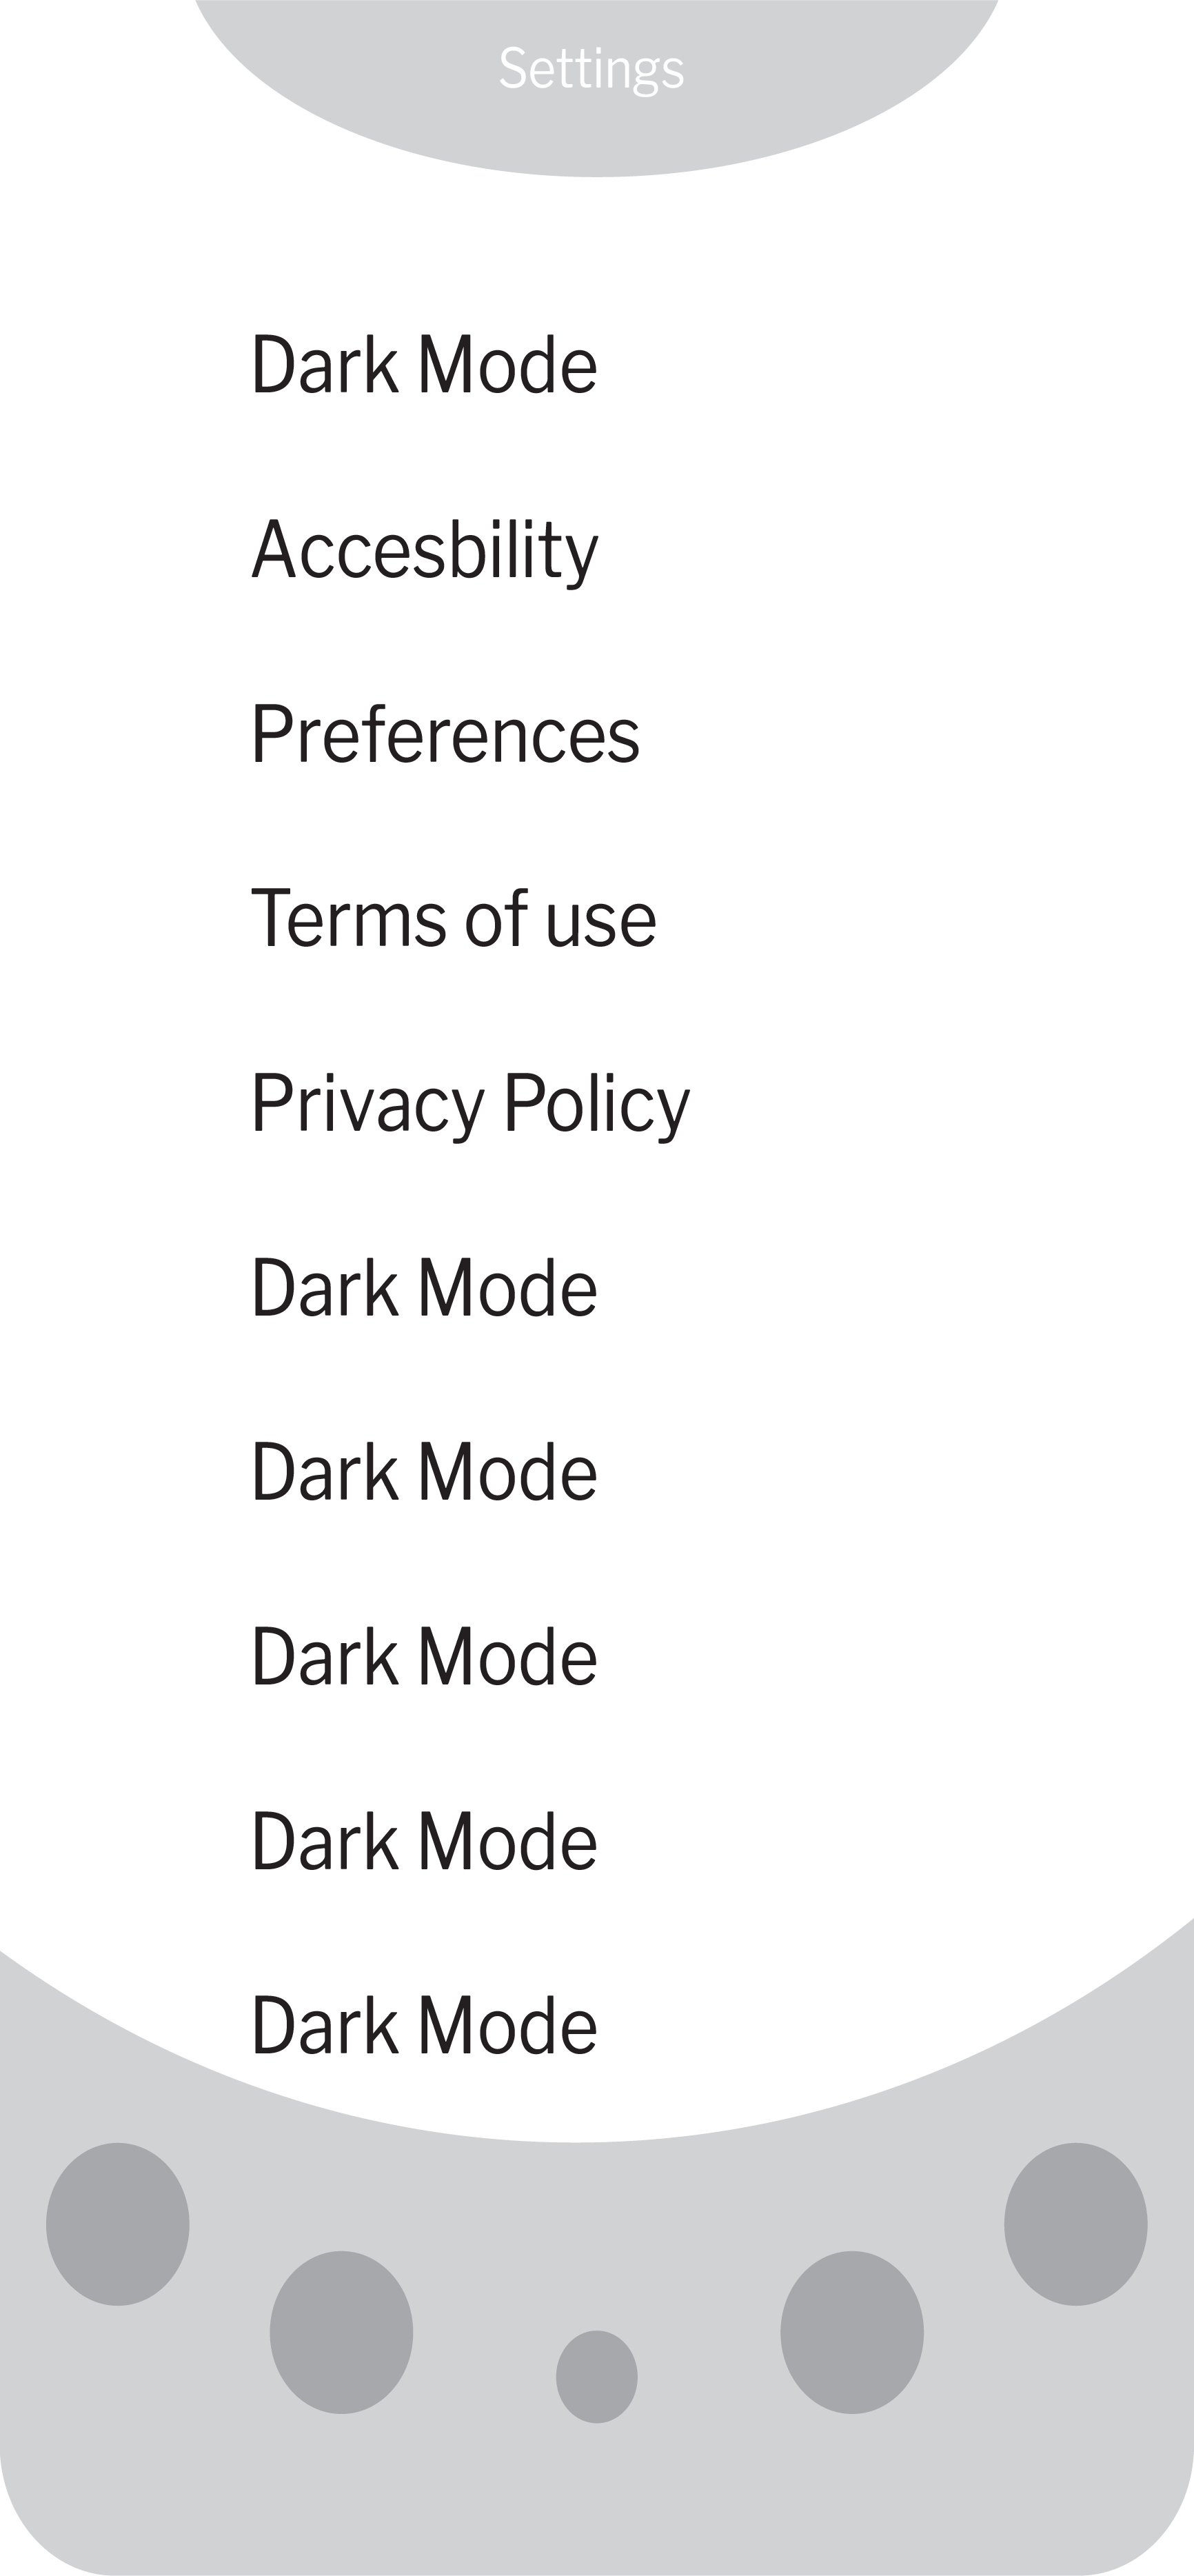 Settings
Dark Mode
Accesbility
Preferences
Terms of use
Privacy Policy
Dark Mode
Dark Mode
Dark Mode
Dark Mode
Dark Mode